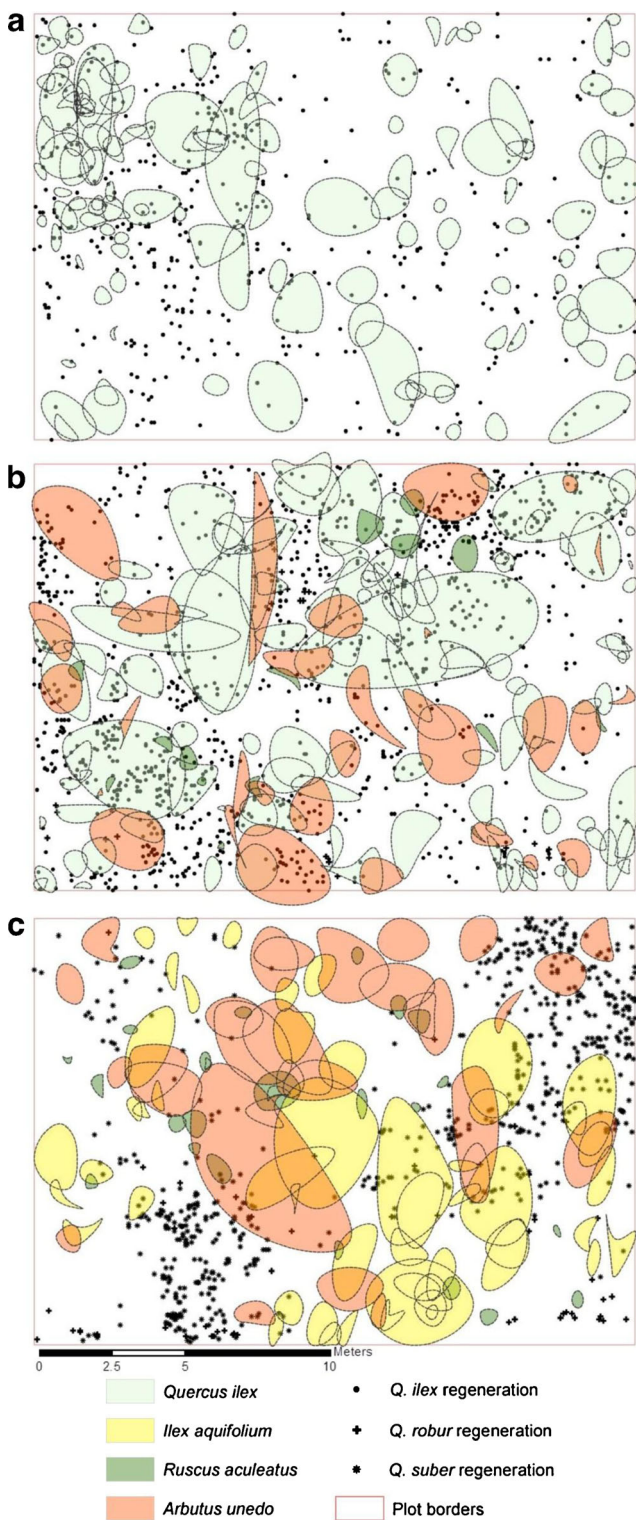 a
b
c
Meters
0 2.5 5 10
Quercus ilex
Q. ilex regeneration
Ilex aquifolium
Q. robur regeneration
Ruscus aculeatus
Q. suber regeneration
Arbutus unedo
Plot borders